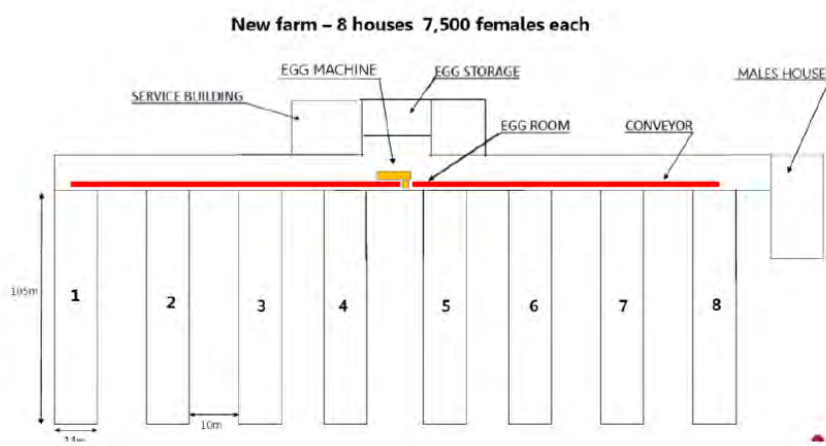 New farm – 8 houses 7,500 females each
EGG MACHINE
EGG STORAGE
MALES HOUSE
SERVICE BUILDING
EGG ROOM
CONVEYOR
105m
1
2
3
4
5
6
7
8
10m